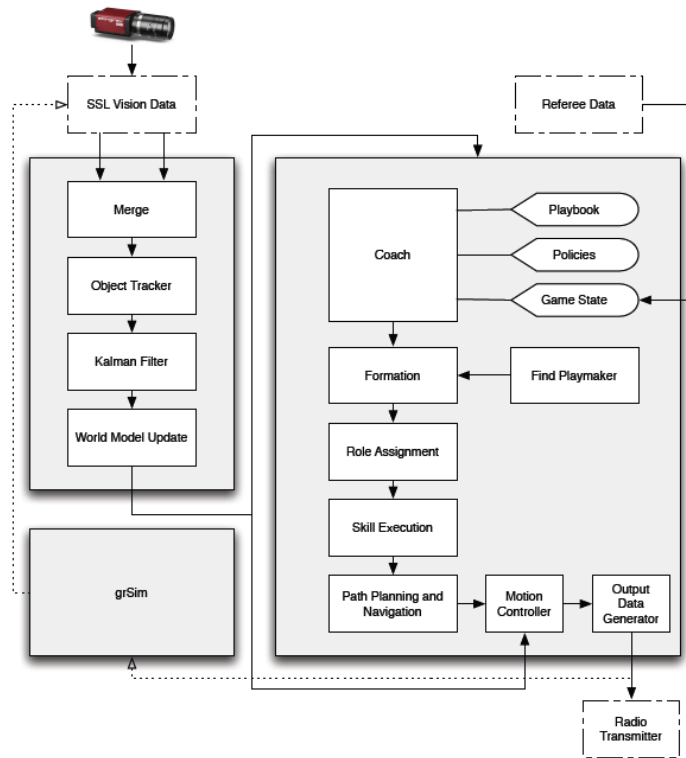 SSL Vision Data
Referee Data
Merge
Object Tracker
Kalman Filter
World Model Update
grSim
Coach
Playbook
Policies
Game State
Formation
Find Playmaker
Role Assignment
Skill Execution
Path Planning and
Navigation
Motion
Controller
Output
Data
Generator
Radio
Transmitter